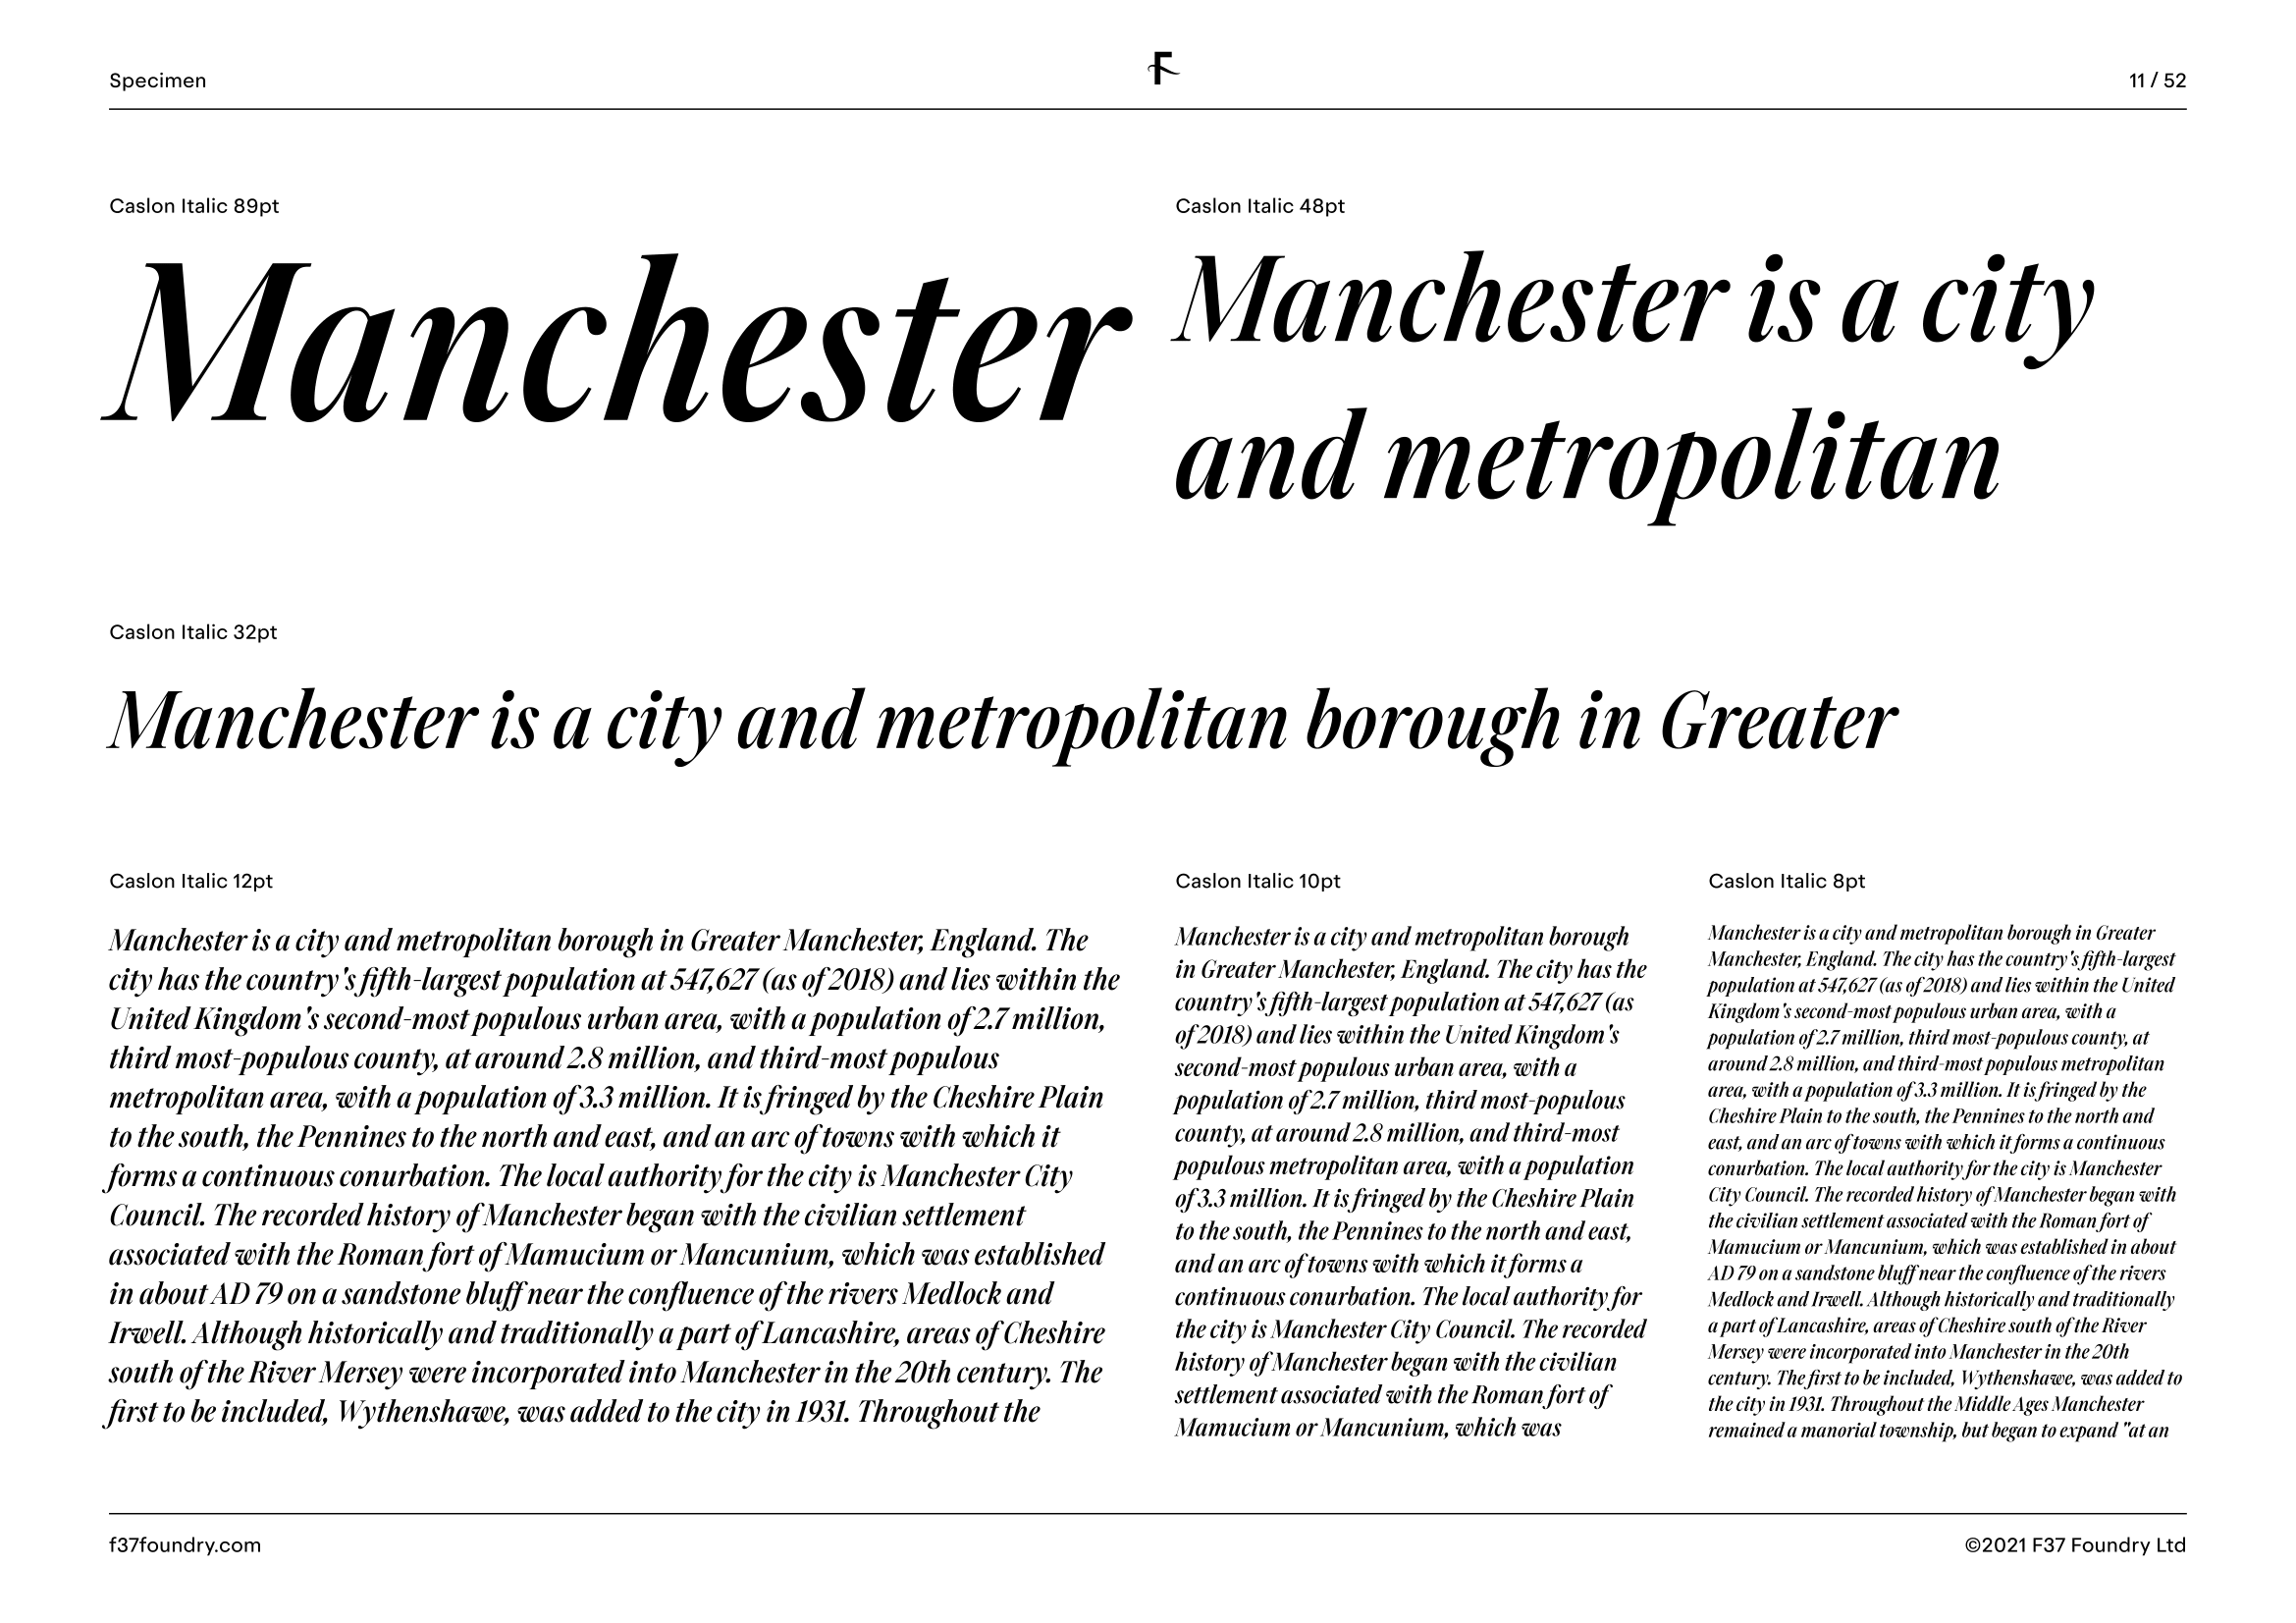 Specimen
11 / 52
Caslon Italic 89pt
Manchester
Caslon Italic 48pt
Manchester is a city
and metropolitan
Caslon Italic 32pt
Manchester is a city and metropolitan borough in Greater
Caslon Italic 12pt
Manchester is a city and metropolitan borough in Greater Manchester, England. The
city has the country's fifth-largest population at 547,627 (as of 2018) and lies within the
United Kingdom's second-most populous urban area, with a population of 2.7 million,
third most-populous county, at around 2.8 million, and third-most populous
metropolitan area, with a population of 3.3 million. It is fringed by the Cheshire Plain
to the south, the Pennines to the north and east, and an arc of towns with which it
forms a continuous conurbation. The local authority for the city is Manchester City
Council. The recorded history of Manchester began with the civilian settlement
associated with the Roman fort of Mamucium or Mancunium, which was established
in about AD 79 on a sandstone bluff near the confluence of the rivers Medlock and
Irwell. Although historically and traditionally a part of Lancashire, areas of Cheshire
south of the River Mersey were incorporated into Manchester in the 20th century. The
first to be included, Wythenshawe, was added to the city in 1931. Throughout the
Caslon Italic 10pt
Manchester is a city and metropolitan borough
in Greater Manchester, England. The city has the
country's fifth-largest population at 547,627 (as
of 2018) and lies within the United Kingdom's
second-most populous urban area, with a
population of 2.7 million, third most-populous
county, at around 2.8 million, and third-most
populous metropolitan area, with a population
of 3.3 million. It is fringed by the Cheshire Plain
to the south, the Pennines to the north and east,
and an arc of towns with which it forms a
continuous conurbation. The local authority for
the city is Manchester City Council. The recorded
history of Manchester began with the civilian
settlement associated with the Roman fort of
Mamucium or Mancunium, which was
Caslon Italic 8pt
Manchester is a city and metropolitan borough in Greater
Manchester, England. The city has the country's fifth-largest
population at 547,627 (as of 2018) and lies within the United
Kingdom's second-most populous urban area, with a
population of 2.7 million, third most-populous county, at
around 2.8 million, and third-most populous metropolitan
area, with a population of 3.3 million. It is fringed by the
Cheshire Plain to the south, the Pennines to the north and
east, and an arc of towns with which it forms a continuous
conurbation. The local authority for the city is Manchester
City Council. The recorded history of Manchester began with
the civilian settlement associated with the Roman fort of
Mamucium or Mancunium, which was established in about
AD 79 on a sandstone bluff near the confluence of the rivers
Medlock and Irwell. Although historically and traditionally
a part of Lancashire, areas of Cheshire south of the River
Mersey were incorporated into Manchester in the 20th
century. The first to be included, Wythenshawe, was added to
the city in 1931. Throughout the Middle Ages Manchester
remained a manorial township, but began to expand "at an
f37foundry.com
©2021 F37 Foundry Ltd